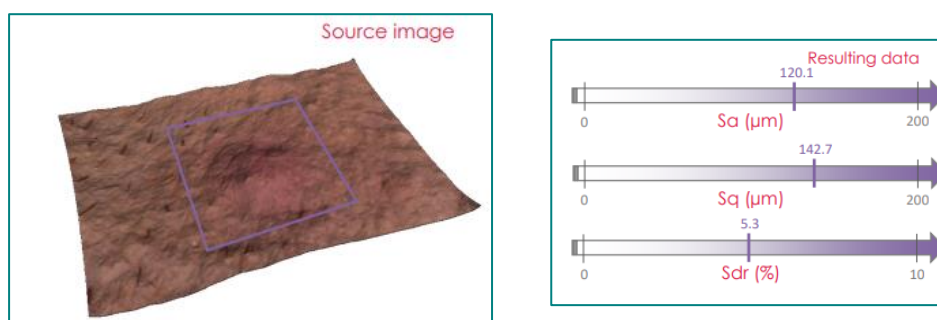 Source image
Resulting data
120.1
0 Sa (µm) 200
142.7
0 Sq (µm) 200
5.3
0 Sdr (%) 10